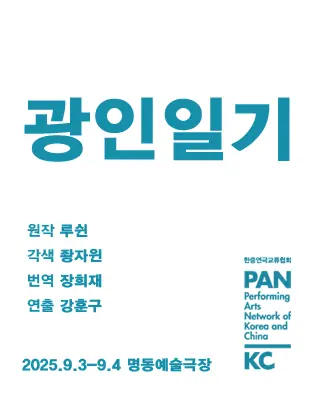 광인일기
원작 루쉰
각색 좡자윈
번역 장희재
연출 강훈구
한중연극교류협회
PAN
Performing
Arts
Network of
Korea and
China
KC
2025.9.3–9.4 명동예술극장